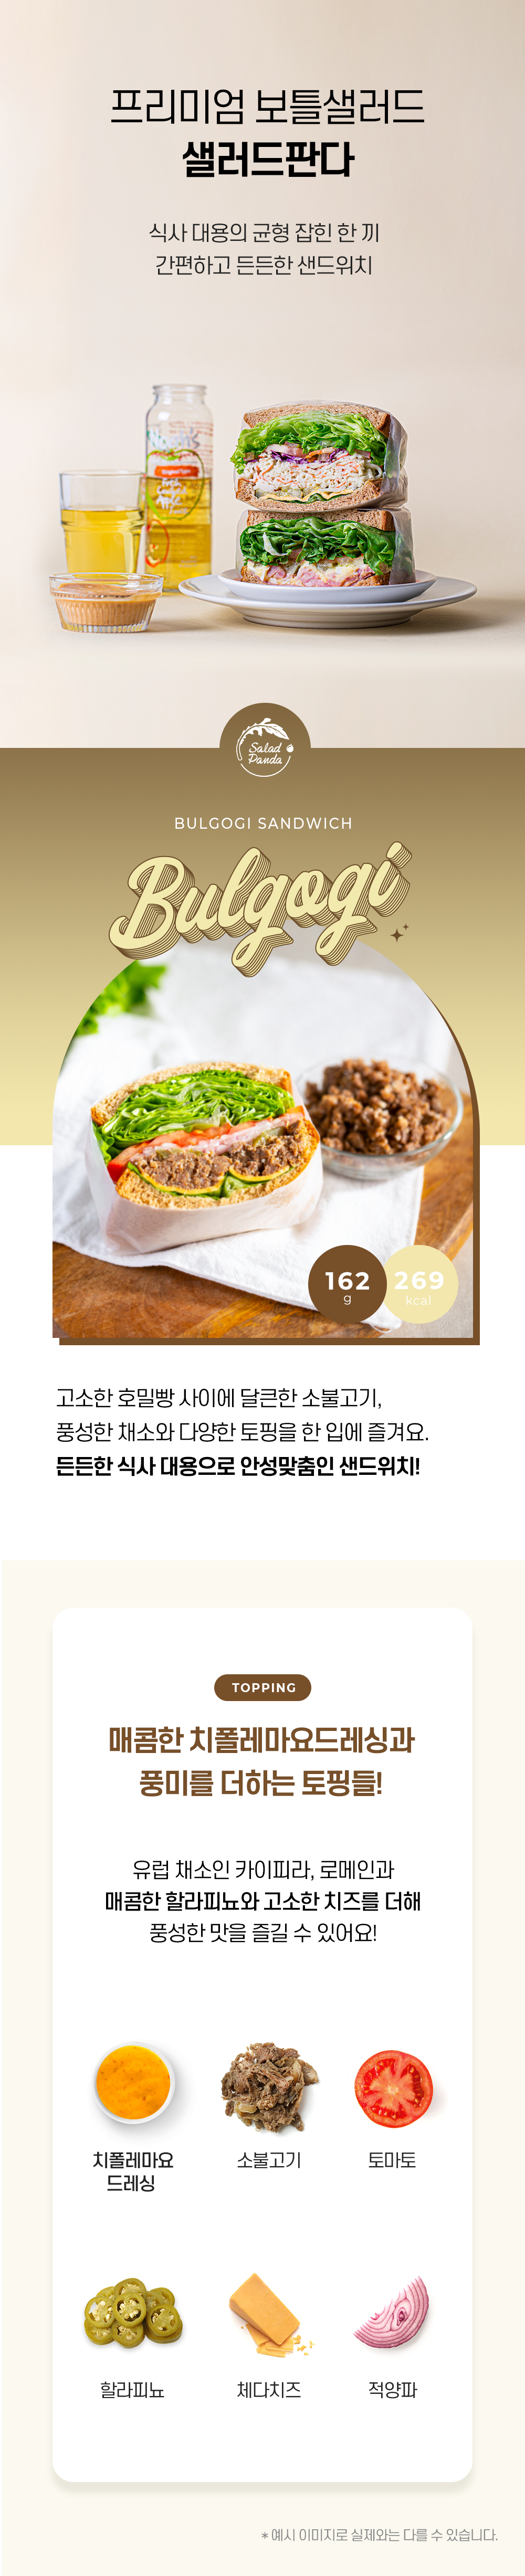 프리미엄 보틀샐러드
샐러드판다
식사 대용의 균형 잡힌 한 끼
간편하고 든든한 샌드위치
Salad
Panda
BULGOGI SANDWICH
Bulgogi
162
g
269
kcal
고소한 호밀빵 사이에 달큰한 소불고기,
풍성한 채소와 다양한 토핑을 한 입에 즐겨요.
든든한 식사 대용으로 안성맞춤인 샌드위치!
TOPPING
매콤한 치폴레마요드레싱과
풍미를 더하는 토핑들!
유럽 채소인 카이피라, 로메인과
매콤한 할라피뇨와 고소한 치즈를 더해
풍성한 맛을 즐길 수 있어요!
치폴레마요
드레싱
소불고기
토마토
할라피뇨
체다치즈
적양파
* 예시 이미지로 실제와는 다를 수 있습니다.